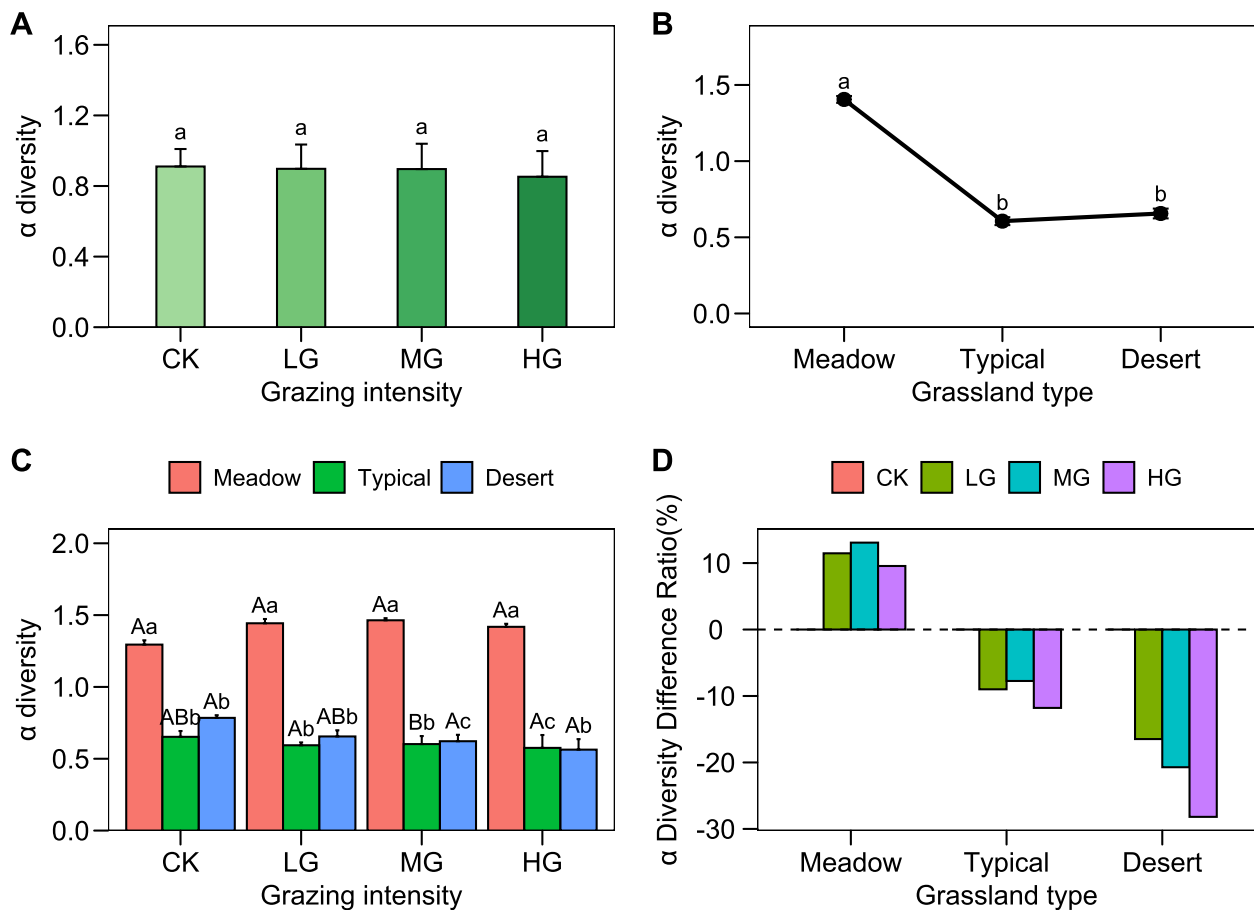 A
α diversity
1.6
1.2
0.8
0.4
0.0
a a a a
CK LG MG HG
Grazing intensity
B
α diversity
1.5
1.0
0.5
0.0
a
b
b
Meadow Typical Desert
Grassland type
C
Meadow Typical Desert
α diversity
2.0
1.5
1.0
0.5
0.0
Aa ABb Ab
Aa Ab ABb
Aa Bb Ac
Aa Ac Ab
CK LG MG HG
Grazing intensity
D
CK LG MG HG
α Diversity Difference Ratio(%)
10
0
-10
-20
-30
Meadow Typical Desert
Grassland type